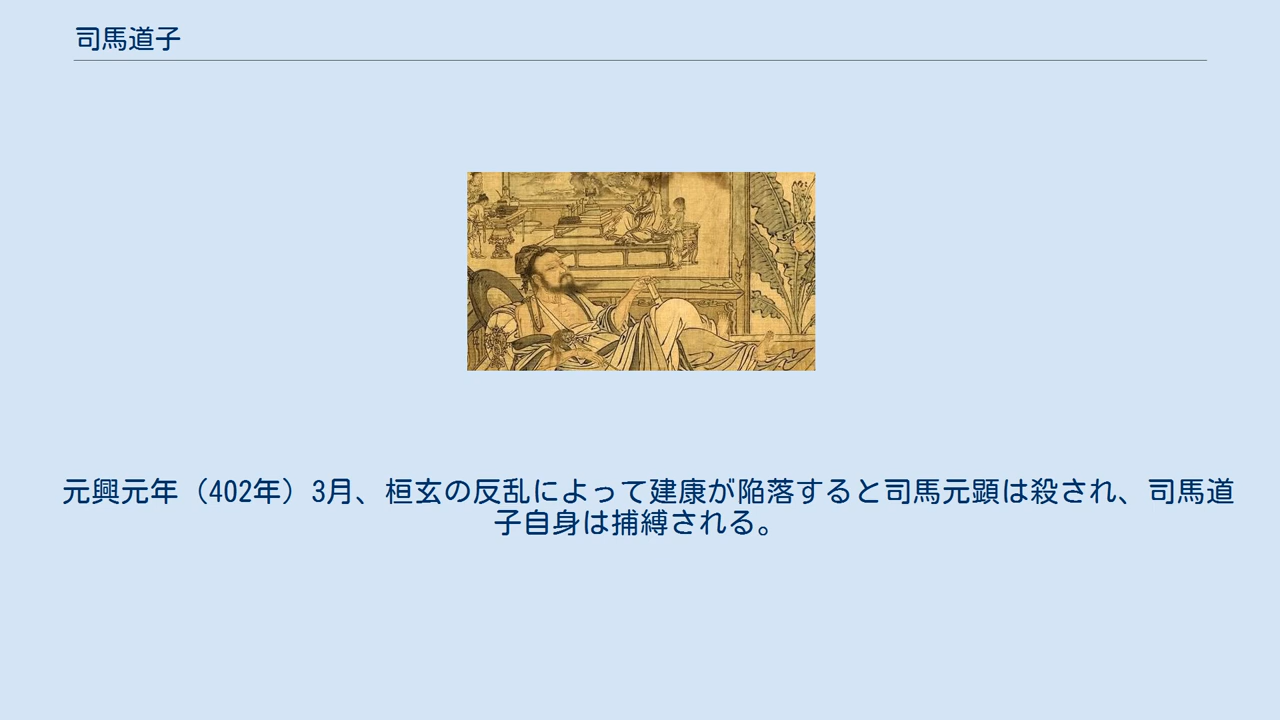 司馬道子
元興元年（402年）3月、桓玄の反乱によって建康が陥落すると司馬元顕は殺され、司馬道
子自身は捕縛される。